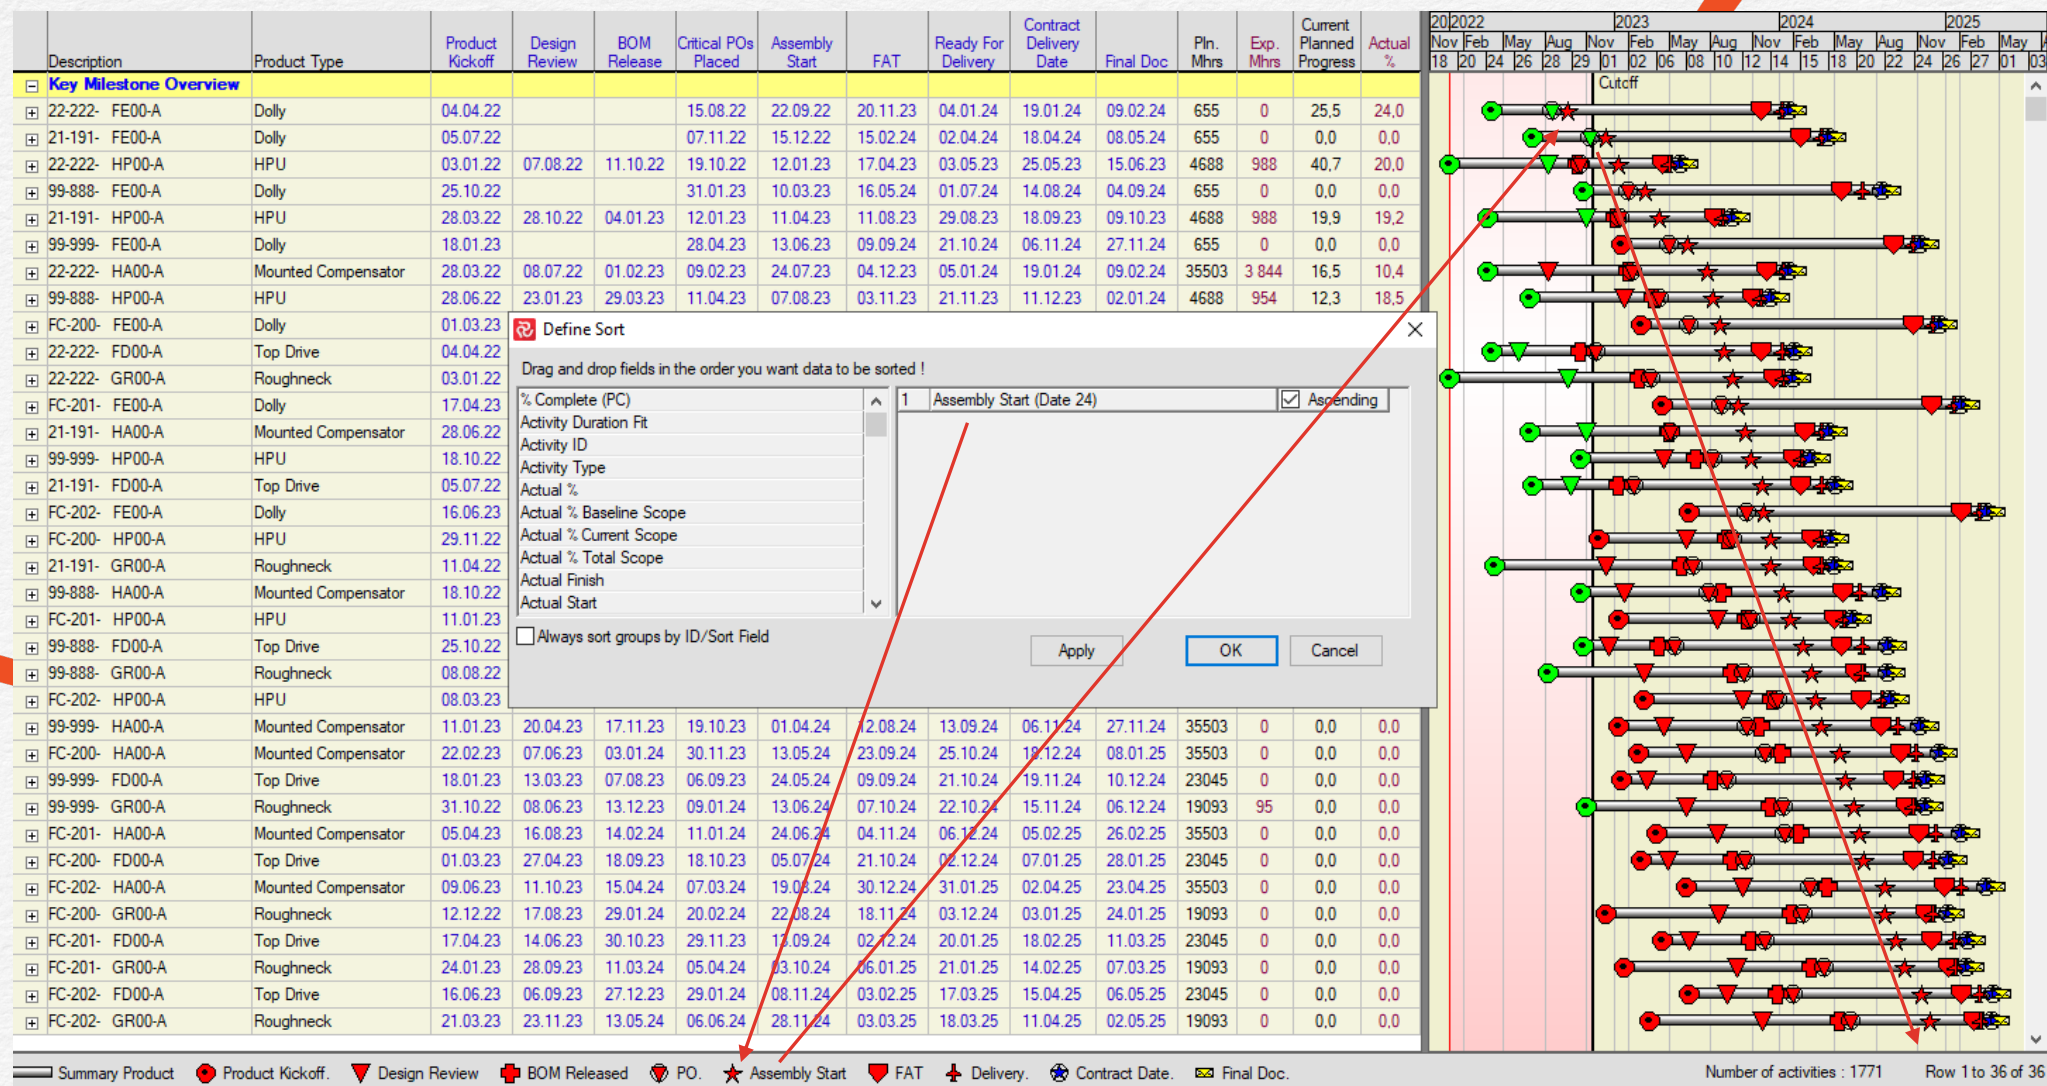 Description Product Type Product Kickoff Design Review BOM Release Critical POs Placed Assembly Start FAT Ready For Delivery Contract Delivery Date Final Doc Pln. Mhrs Exp. Mhrs Current Planned Progress Actual %
20 2022 2023 2024 2025
Nov Feb May Aug Nov Feb May Aug Nov Feb May Aug Nov Feb May A
18 20 24 26 28 29 01 02 06 08 10 12 14 15 18 20 22 24 26 27 01 03
Key Milestone Overview
Cutoff
22-222- FE00-A Dolly 04.04.22 15.08.22 22.09.22 20.11.23 04.01.24 19.01.24 09.02.24 655 0 25,5 24,0
21-191- FE00-A Dolly 05.07.22 07.11.22 15.12.22 15.02.24 02.04.24 18.04.24 08.05.24 655 0 0,0 0,0
22-222- HP00-A HPU 03.01.22 07.08.22 11.10.22 19.10.22 12.01.23 17.04.23 03.05.23 25.05.23 15.06.23 4688 988 40,7 20,0
99-888- FE00-A Dolly 25.10.22 31.01.23 10.03.23 16.05.24 01.07.24 14.08.24 04.09.24 655 0 0,0 0,0
21-191- HP00-A HPU 28.03.22 28.10.22 04.01.23 12.01.23 11.04.23 11.08.23 29.08.23 18.09.23 09.10.23 4688 988 19,9 19,2
99-999- FE00-A Dolly 18.01.23 28.04.23 13.06.23 09.09.24 21.10.24 06.11.24 27.11.24 655 0 0,0 0,0
22-222- HA00-A Mounted Compensator 28.03.22 08.07.22 01.02.23 09.02.23 24.07.23 04.12.23 05.01.24 19.01.24 09.02.24 35503 3 844 16,5 10,4
99-888- HP00-A HPU 28.06.22 23.01.23 29.03.23 11.04.23 07.08.23 03.11.23 21.11.23 11.12.23 02.01.24 4688 954 12,3 18,5
FC-200- FE00-A Dolly 01.03.23
22-222- FD00-A Top Drive 04.04.22
22-222- GR00-A Roughneck 03.01.22
FC-201- FE00-A Dolly 17.04.23
21-191- HA00-A Mounted Compensator 28.06.22
99-999- HP00-A HPU 18.10.22
21-191- FD00-A Top Drive 05.07.22
FC-202- FE00-A Dolly 16.06.23
FC-200- HP00-A HPU 29.11.22
21-191- GR00-A Roughneck 11.04.22
99-888- HA00-A Mounted Compensator 18.10.22
FC-201- HP00-A HPU 11.01.23
99-888- FD00-A Top Drive 25.10.22
99-888- GR00-A Roughneck 08.08.22
FC-202- HP00-A HPU 08.03.23
Define Sort
Drag and drop fields in the order you want data to be sorted !
% Complete (PC)
Activity Duration Fit
Activity ID
Activity Type
Actual %
Actual % Baseline Scope
Actual % Current Scope
Actual % Total Scope
Actual Finish
Actual Start
1 Assembly Start (Date 24) Ascending
Always sort groups by ID/Sort Field
Apply OK Cancel
99-999- HA00-A Mounted Compensator 11.01.23 20.04.23 17.11.23 19.10.23 01.04.24 12.08.24 13.09.24 06.11.24 27.11.24 35503 0 0,0 0,0
FC-200- HA00-A Mounted Compensator 22.02.23 07.06.23 03.01.24 30.11.23 13.05.24 23.09.24 25.10.24 18.12.24 08.01.25 35503 0 0,0 0,0
99-999- FD00-A Top Drive 18.01.23 13.03.23 07.08.23 06.09.23 24.05.24 09.09.24 21.10.24 19.11.24 10.12.24 23045 0 0,0 0,0
99-999- GR00-A Roughneck 31.10.22 08.06.23 13.12.23 09.01.24 13.06.24 07.10.24 22.10.24 15.11.24 06.12.24 19093 95 0,0 0,0
FC-201- HA00-A Mounted Compensator 05.04.23 16.08.23 14.02.24 11.01.24 24.06.24 04.11.24 06.12.24 05.02.25 26.02.25 35503 0 0,0 0,0
FC-200- FD00-A Top Drive 01.03.23 27.04.23 18.09.23 18.10.23 05.07.24 21.10.24 02.12.24 07.01.25 28.01.25 23045 0 0,0 0,0
FC-202- HA00-A Mounted Compensator 09.06.23 11.10.23 15.04.24 07.03.24 19.08.24 30.12.24 31.01.25 02.04.25 23.04.25 35503 0 0,0 0,0
FC-200- GR00-A Roughneck 12.12.22 17.08.23 29.01.24 20.02.24 22.08.24 18.11.24 03.12.24 03.01.25 24.01.25 19093 0 0,0 0,0
FC-201- FD00-A Top Drive 17.04.23 14.06.23 30.10.23 29.11.23 13.09.24 02.12.24 20.01.25 18.02.25 11.03.25 23045 0 0,0 0,0
FC-201- GR00-A Roughneck 24.01.23 28.09.23 11.03.24 05.04.24 03.10.24 06.01.25 21.01.25 14.02.25 07.03.25 19093 0 0,0 0,0
FC-202- FD00-A Top Drive 16.06.23 06.09.23 27.12.23 29.01.24 08.11.24 03.02.25 17.03.25 15.04.25 06.05.25 23045 0 0,0 0,0
FC-202- GR00-A Roughneck 21.03.23 23.11.23 13.05.24 06.06.24 28.11.24 03.03.25 18.03.25 11.04.25 02.05.25 19093 0 0,0 0,0
Summary Product Product Kickoff. Design Review BOM Released PO. Assembly Start FAT Delivery. Contract Date. Final Doc. Number of activities : 1771 Row 1 to 36 of 36